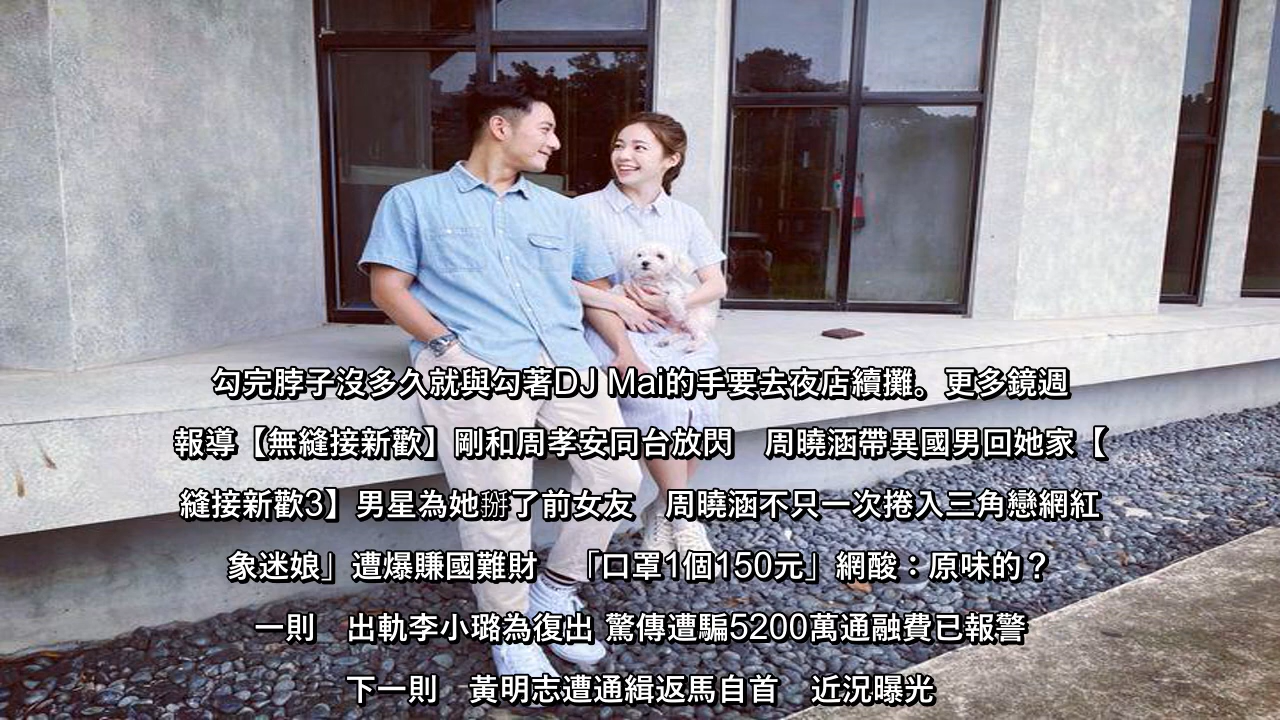 勾完脖子沒多久就與勾著DJ Mai的手要去夜店續攤。更多鏡週
報導【無縫接新歡】剛和周孝安同台放閃　周曉涵帶異國男回她家【
縫接新歡3】男星為她掰了前女友　周曉涵不只一次捲入三角戀網紅
象迷娘」遭爆賺國難財　「口罩1個150元」網酸：原味的？
一則　出軌李小璐為復出 驚傳遭騙5200萬通融費已報警
下一則　黃明志遭通緝返馬自首　近況曝光